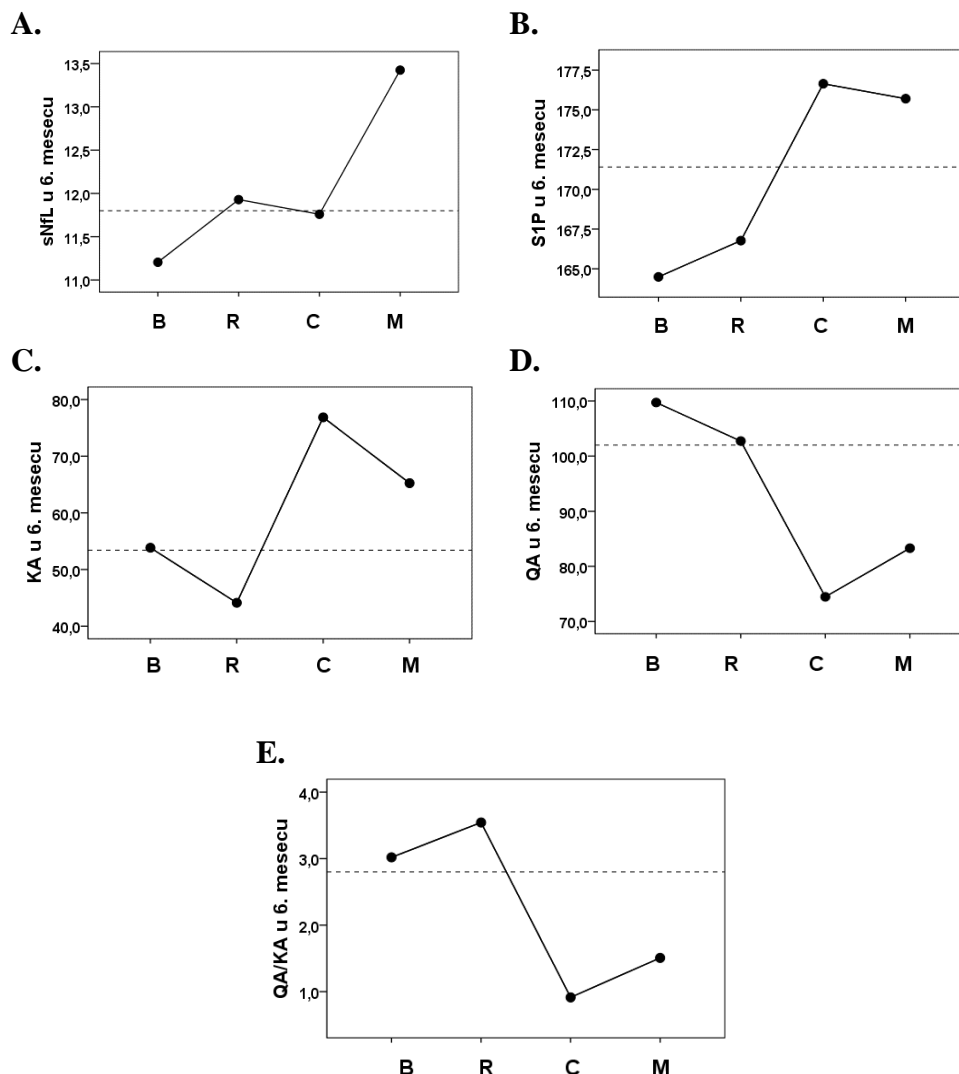 A.
sNfL u 6. mesecu
13,5
13,0
12,5
12,0
11,5
11,0
B R C M
B.
S1P u 6. mesecu
177,5
175,0
172,5
170,0
167,5
165,0
B R C M
C.
KA u 6. mesecu
80,0
70,0
60,0
50,0
40,0
B R C M
D.
QA u 6. mesecu
110,0
100,0
90,0
80,0
70,0
B R C M
E.
QA/KA u 6. mesecu
4,0
3,0
2,0
1,0
B R C M